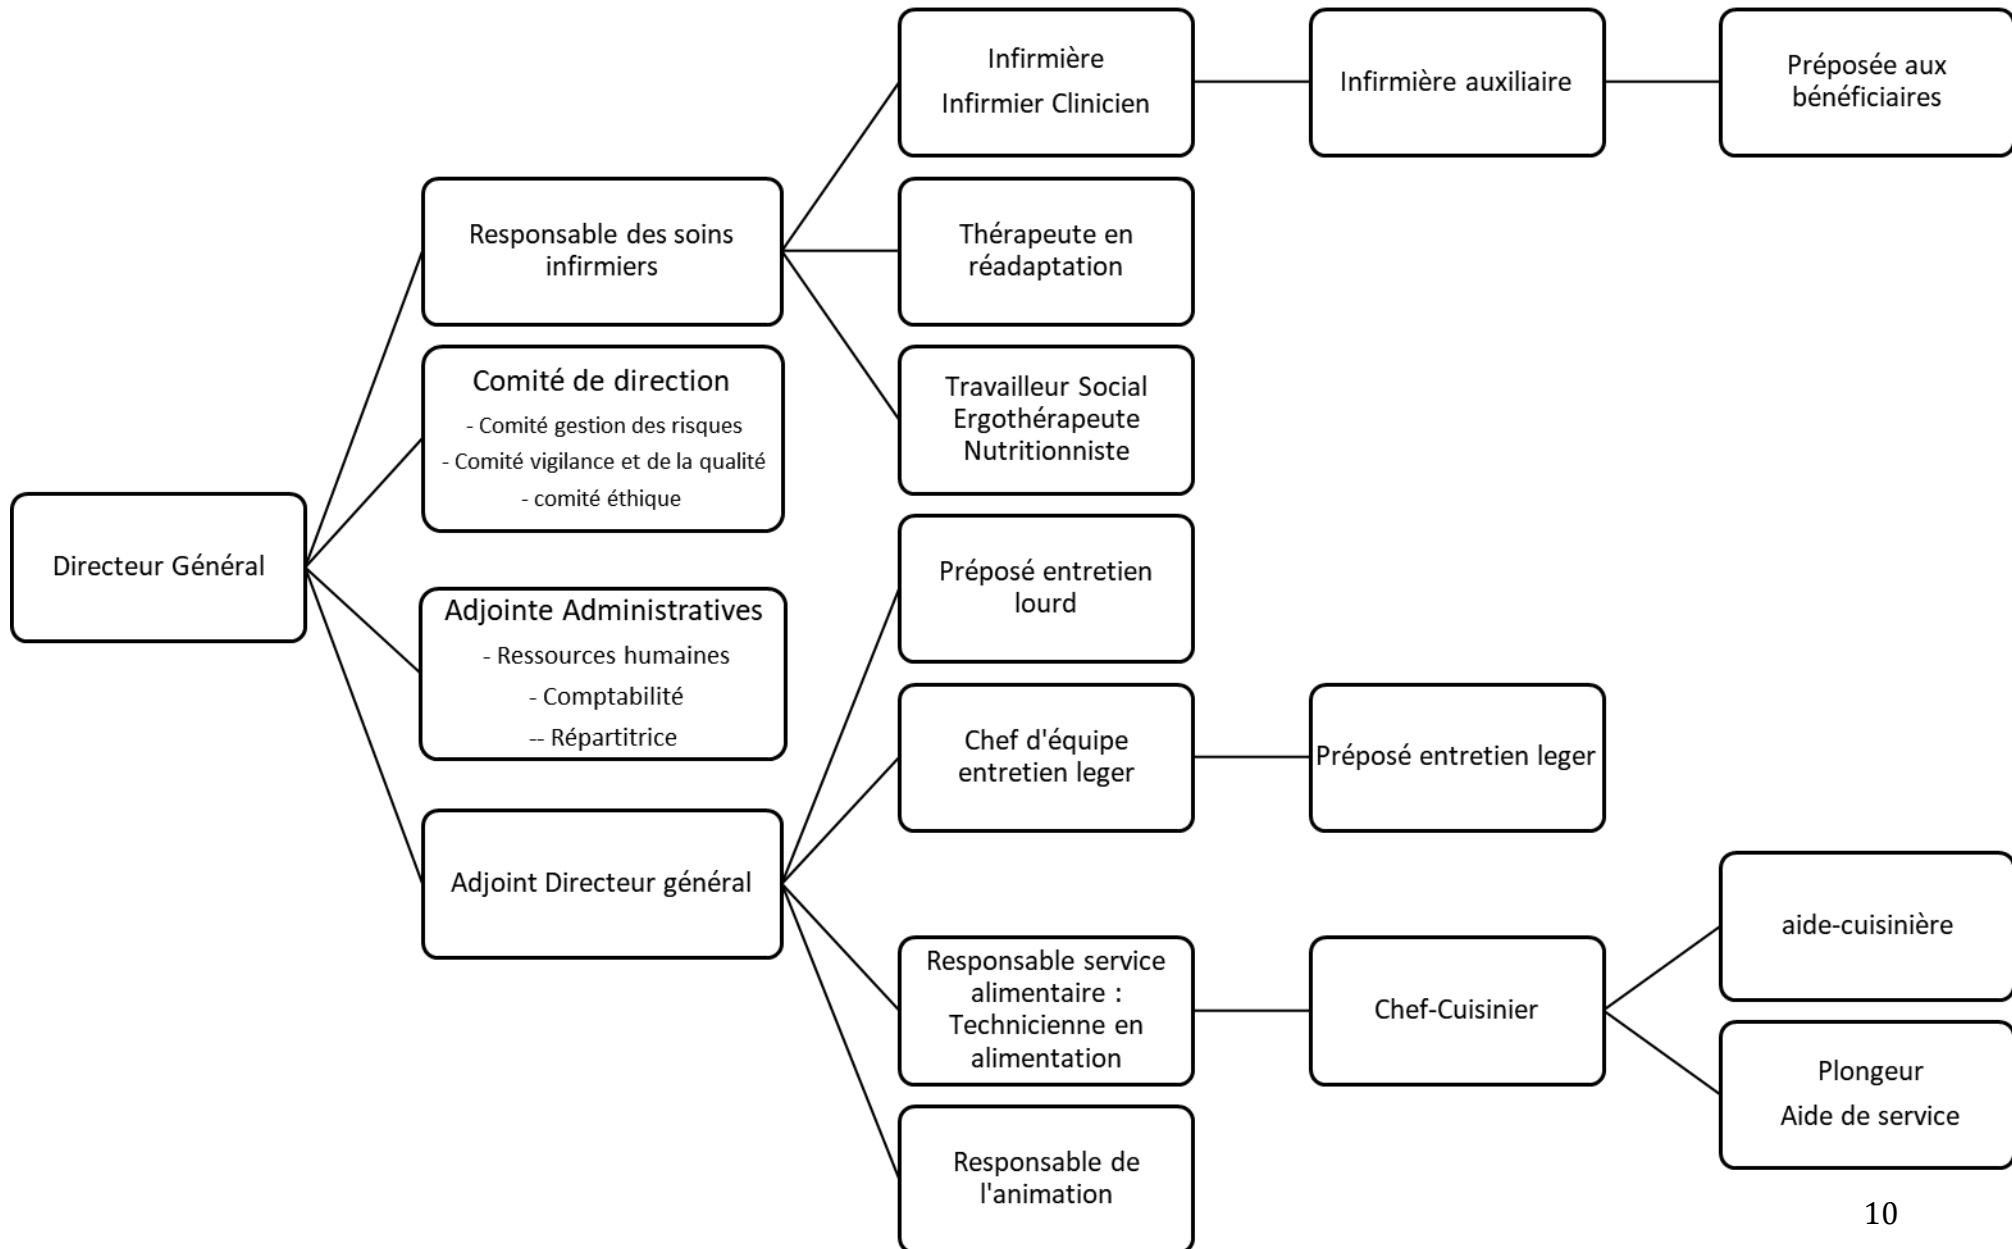 Directeur Général
Responsable des soins
infirmiers
Comité de direction
- Comité gestion des risques
- Comité vigilance et de la qualité
- comité éthique
Adjointe Administratives
- Ressources humaines
- Comptabilité
-- Répartitrice
Adjoint Directeur général
Infirmière
Infirmier Clinicien
Thérapeute en
réadaptation
Travailleur Social
Ergothérapeute
Nutritionniste
Préposé entretien
lourd
Chef d'équipe
entretien leger
Responsable service
alimentaire :
Technicienne en
alimentation
Responsable de
l'animation
Infirmière auxiliaire
Préposé entretien leger
Chef-Cuisinier
Préposée aux
bénéficiaires
aide-cuisinière
Plongeur
Aide de service
10